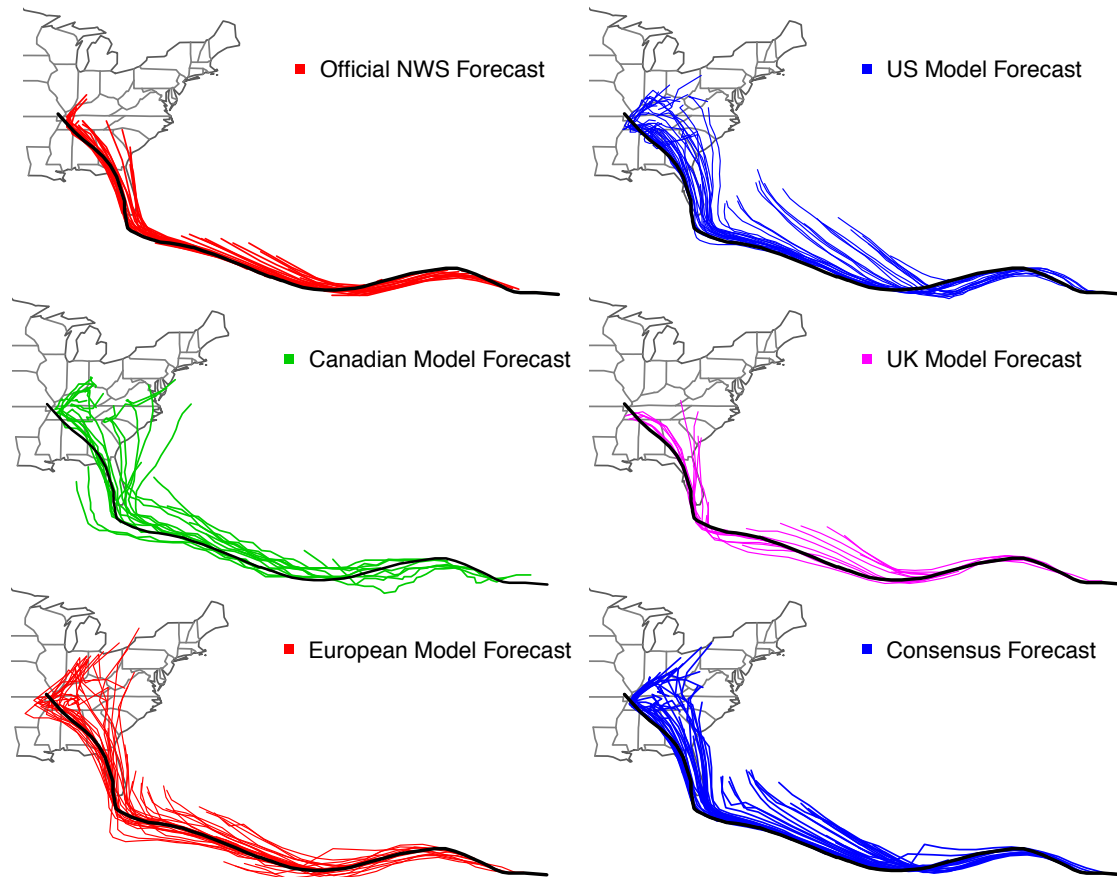 Official NWS Forecast
US Model Forecast
Canadian Model Forecast
UK Model Forecast
European Model Forecast
Consensus Forecast